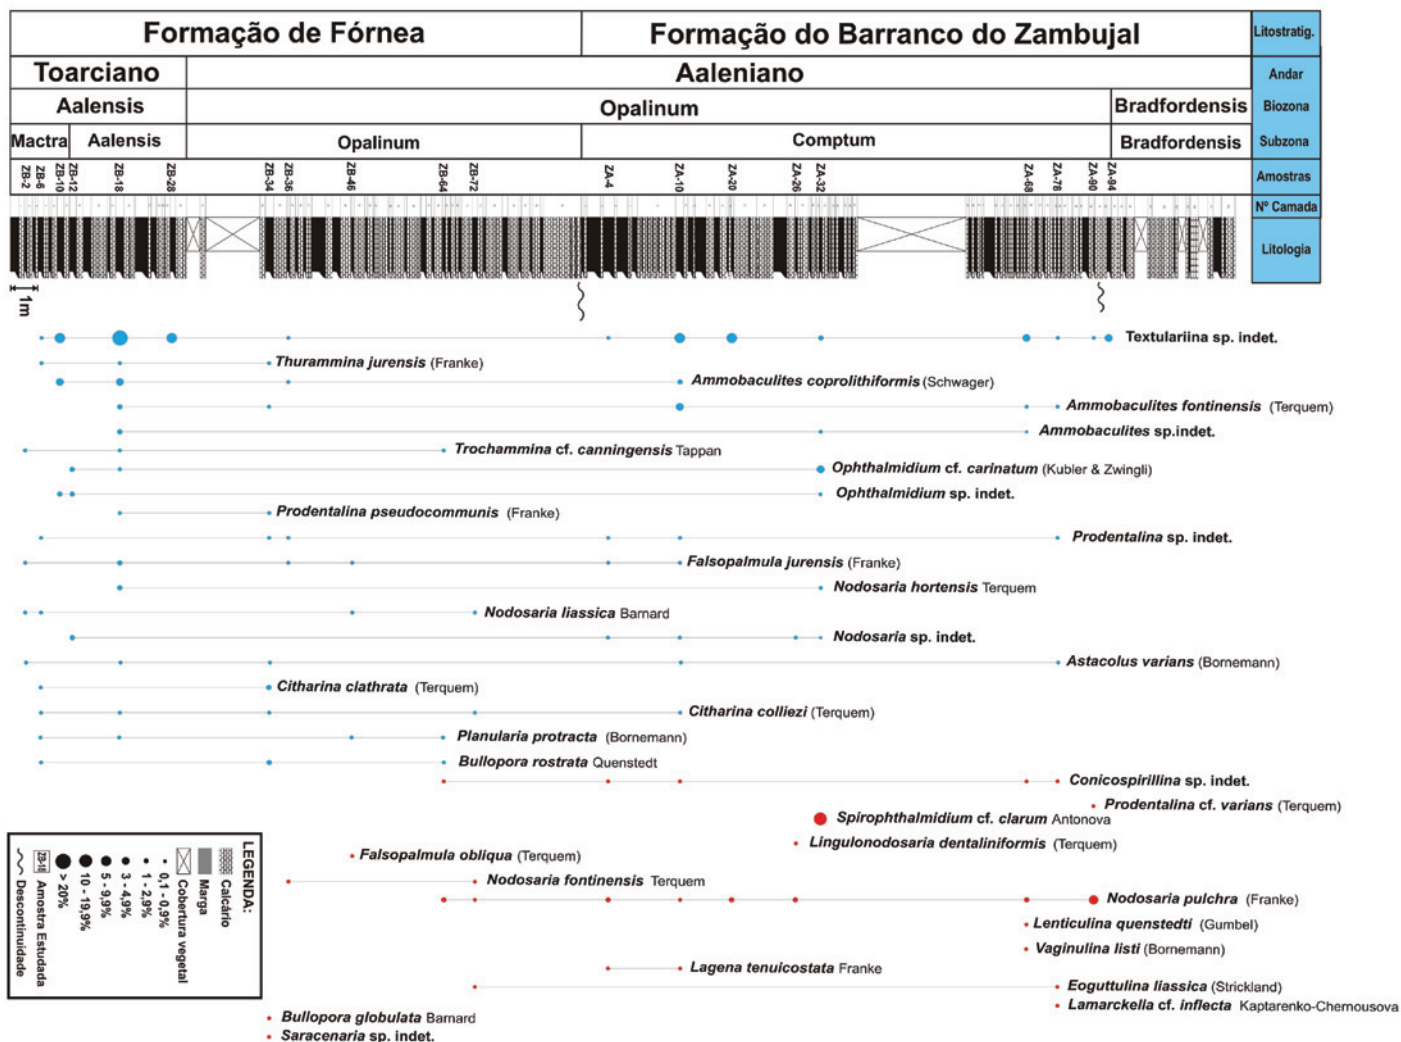 Formação de Fórnea
Formação do Barranco do Zambujal
Litostratig.
Toarciano
Aaleniano
Andar
Aalensis
Opalinum
Bradfordensis
Biozona
Mactra
Aalensis
Opalinum
Comptum
Bradfordensis
Subzona
ZB-2
ZB-6
ZB-10
ZB-12
ZB-18
ZB-28
ZB-34
ZB-36
ZB-46
ZB-64
ZB-72
ZA-4
ZA-10
ZA-20
ZA-26
ZA-32
ZA-68
ZA-78
ZA-90
ZA-94
Amostras
Nº Camada
Litologia
1m
Textulariina sp. indet.
Thurammina jurensis (Franke)
Ammobaculites coprolithiformis (Schwager)
Ammobaculites fontinensis (Terquem)
Ammobaculites sp.indet.
Trochammina cf. canningensis Tappan
Ophthalmidium cf. carinatum (Kubler & Zwingli)
Ophthalmidium sp. indet.
Prodentalina pseudocommunis (Franke)
Prodentalina sp. indet.
Falsopalmula jurensis (Franke)
Nodosaria hortensis Terquem
Nodosaria liassica Barnard
Nodosaria sp. indet.
Astacolus varians (Bornemann)
Citharina clathrata (Terquem)
Citharina colliezi (Terquem)
Planularia protracta (Bornemann)
Bullopora rostrata Quenstedt
Conicospirillina sp. indet.
Prodentalina cf. varians (Terquem)
Spirophthalmidium cf. clarum Antonova
Lingulonodosaria dentaliniformis (Terquem)
Falsopalmula obliqua (Terquem)
Nodosaria fontinensis Terquem
Nodosaria pulchra (Franke)
Lenticulina quenstedti (Gumbel)
Vaginulina listi (Bornemann)
Lagena tenuicostata Franke
Eoguttulina liassica (Strickland)
Lamarckella cf. inflecta Kaptarenko-Chernousova
Bullopora globulata Barnard
Saracenaria sp. indet.
LEGENDA:
Calcário
Marga
Cobertura vegetal
0,1 - 0,9%
1 - 2,9%
3 - 4,9%
5 - 9,9%
10 - 19,9%
> 20%
ZB-18 Amostra Estudada
Descontinuidade